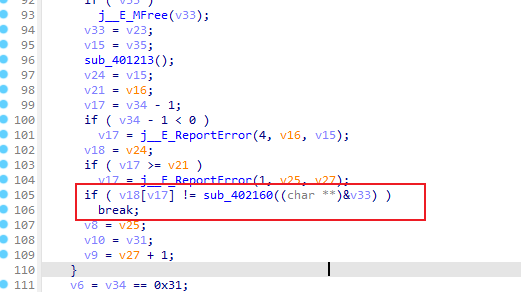 92 if ( v33 )
93 j__E_MFree(v33);
94 v33 = v23;
95 v15 = v35;
96 sub_401213();
97 v24 = v15;
98 v21 = v16;
99 v17 = v34 - 1;
100 if ( v34 - 1 < 0 )
101 v17 = j__E_ReportError(4, v16, v15);
102 v18 = v24;
103 if ( v17 >= v21 )
104 v17 = j__E_ReportError(1, v25, v27);
105 if ( v18[v17] != sub_402160((char **)&v33) )
106 break;
107 v8 = v25;
108 v10 = v31;
109 v9 = v27 + 1;
110 }
111 v6 = v34 == 0x31;